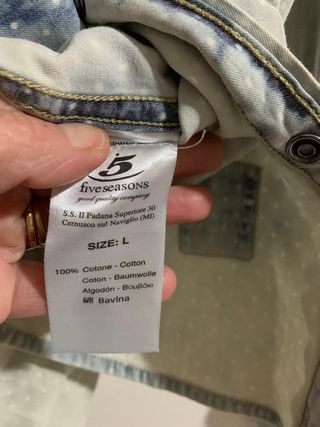 5
fiveseasons
good quality company
S.S. 11 Padana Superiore 30
Cernusco sul Naviglio (MI)
SIZE: L
100% Cotone - Cotton
Coton - Baumwolle
Algodón - Βαμβάκι
棉 Bavlna